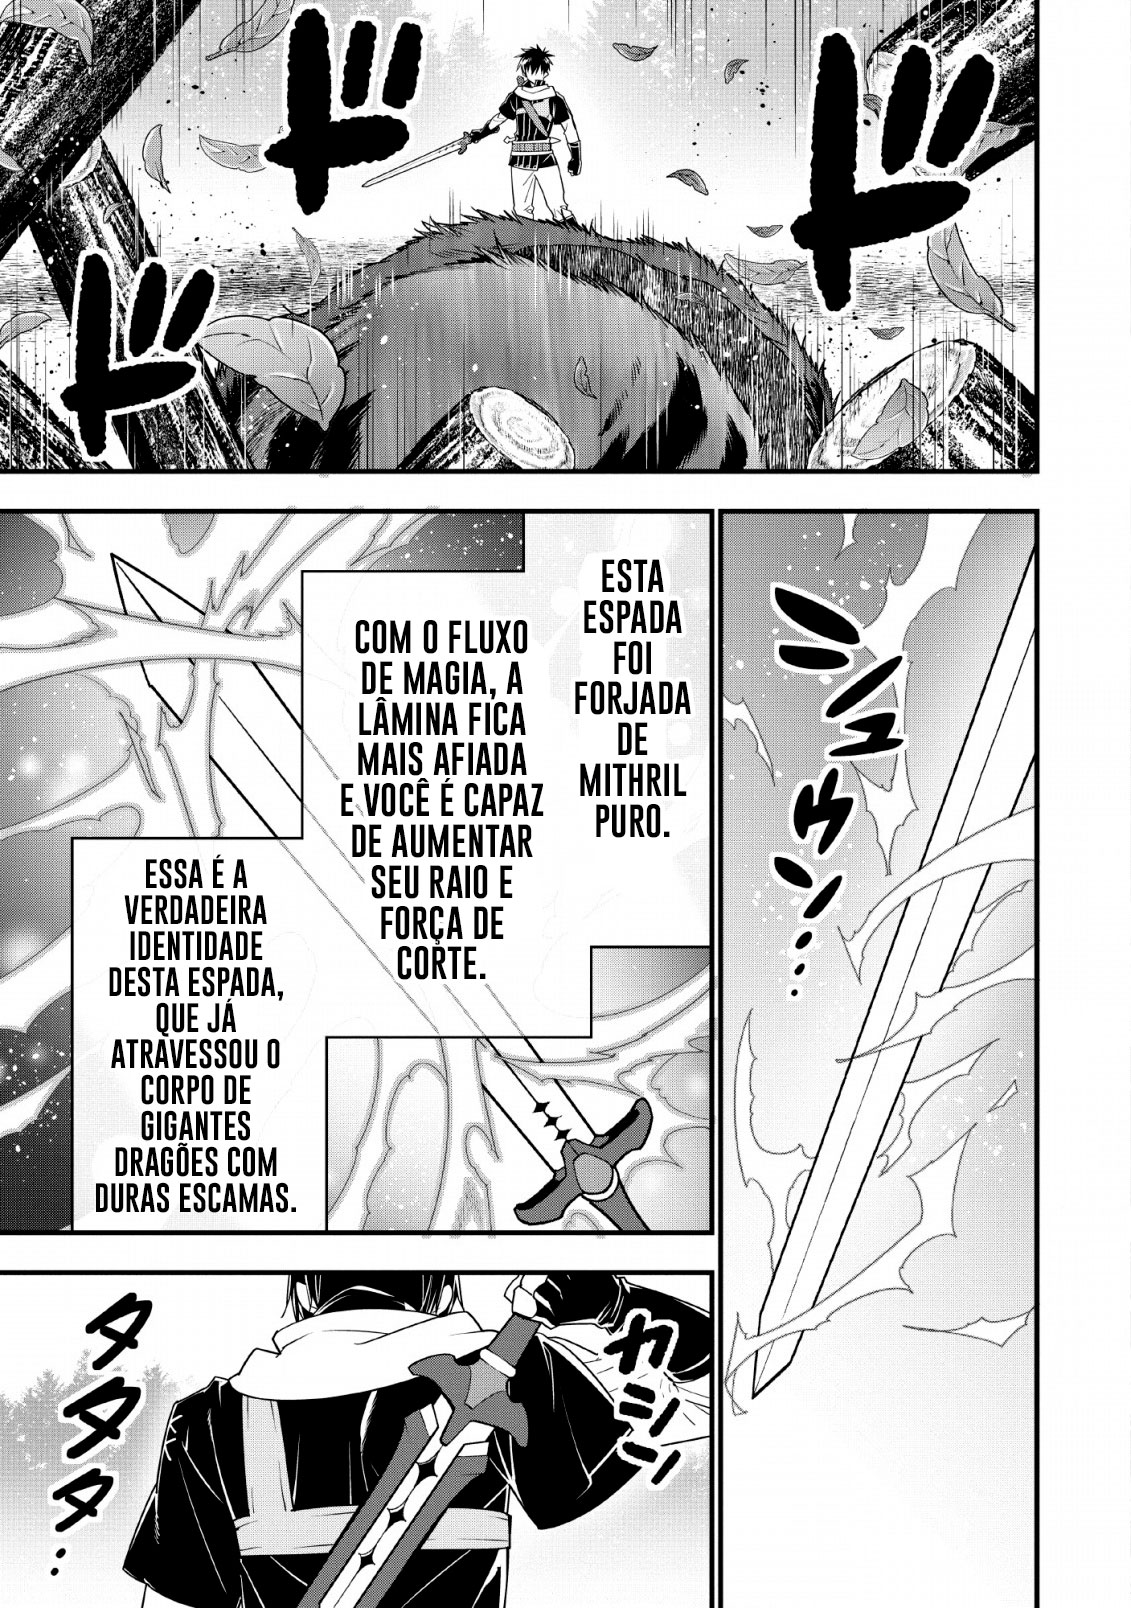 ドドド
シュウン…
ESTA
ESPADA
FOI
FORJADA
DE
MITHRIL
PURO.
COM O FLUXO
DE MAGIA, A
LÂMINA FICA
MAIS AFIADA
E VOCÊ É CAPAZ
DE AUMENTAR
SEU RAIO E
FORÇA DE
CORTE.
ESSA É A
VERDADEIRA
IDENTIDADE
DESTA ESPADA,
QUE JÁ
ATRAVESSOU O
CORPO DE
GIGANTES
DRAGÕES COM
DURAS ESCAMAS.
カシャン
タタタ…